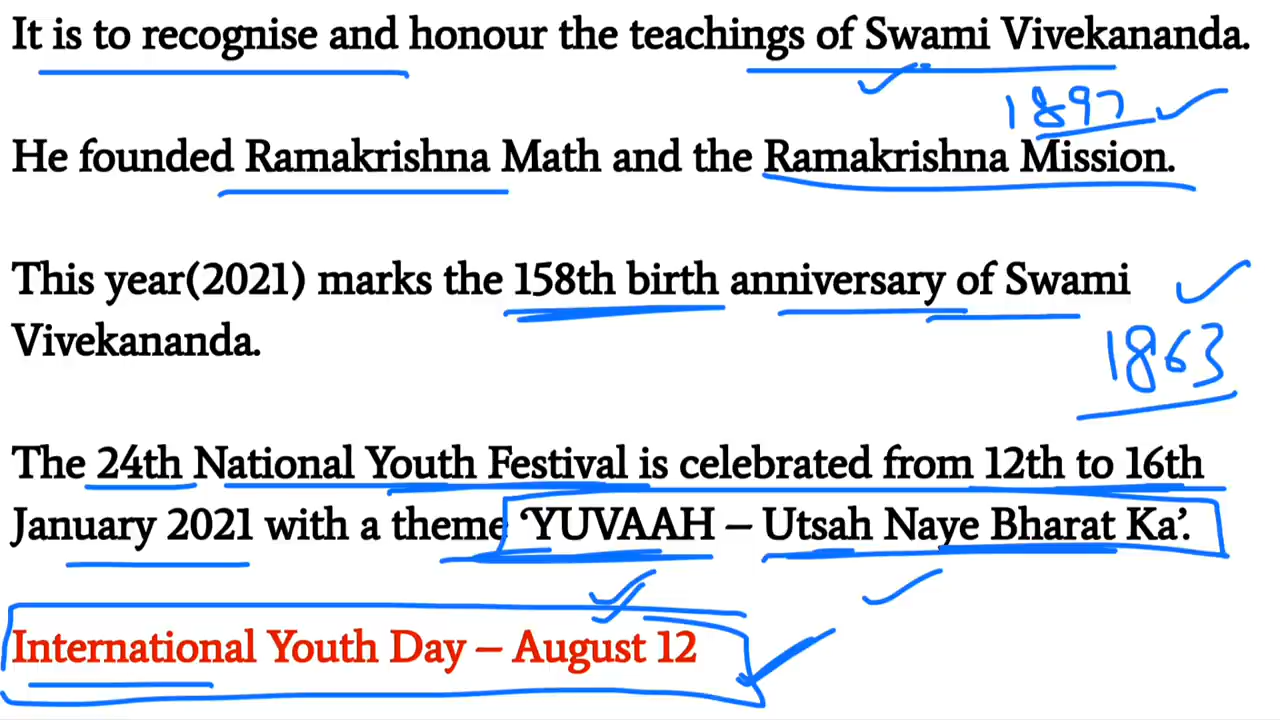 It is to recognise and honour the teachings of Swami Vivekananda.
1897
He founded Ramakrishna Math and the Ramakrishna Mission.
This year(2021) marks the 158th birth anniversary of Swami
Vivekananda.
1863
The 24th National Youth Festival is celebrated from 12th to 16th
January 2021 with a theme ‘YUVAAH – Utsah Naye Bharat Ka’.
International Youth Day – August 12